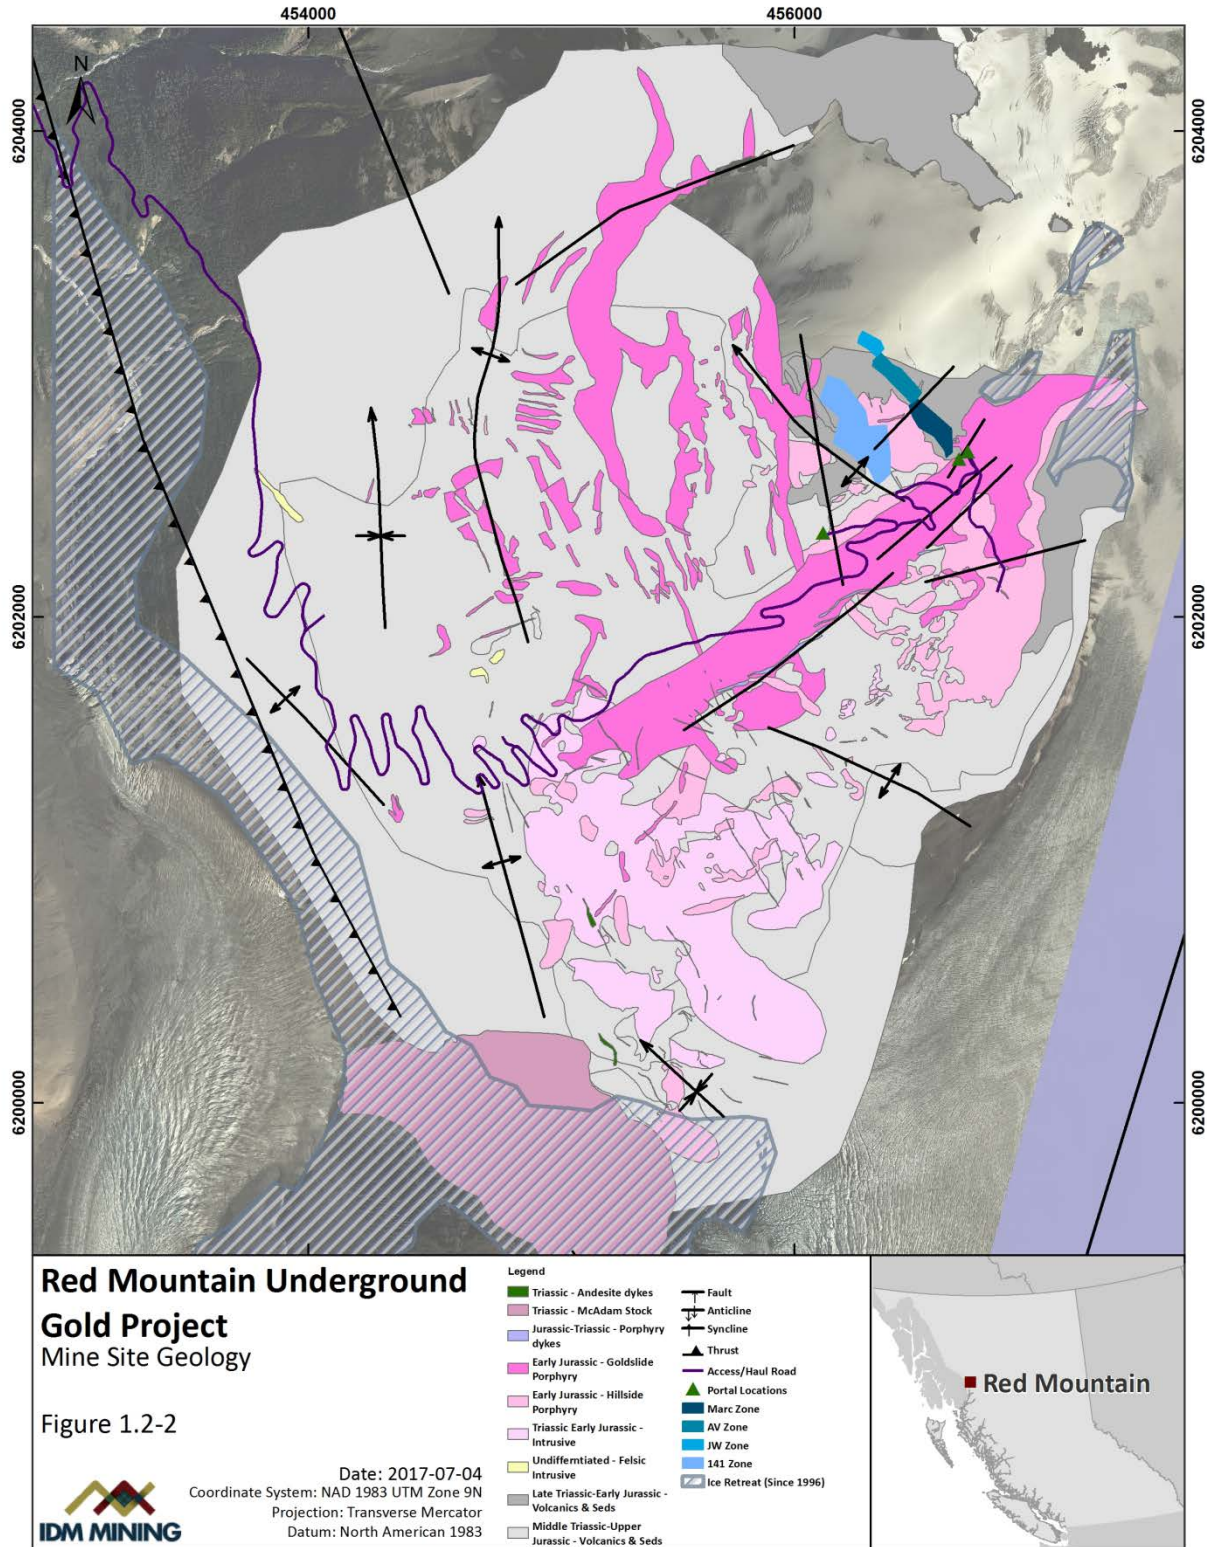 454000
456000
N
6204000
6204000
6202000
6202000
6200000
6200000
Red Mountain Underground
Gold Project
Mine Site Geology
Figure 1.2-2
Date: 2017-07-04
Coordinate System: NAD 1983 UTM Zone 9N
Projection: Transverse Mercator
Datum: North American 1983
IDM MINING
Legend
Triassic - Andesite dykes
Triassic - McAdam Stock
Jurassic-Triassic - Porphyry
dykes
Early Jurassic - Goldslide
Porphyry
Early Jurassic - Hillside
Porphyry
Triassic Early Jurassic -
Intrusive
Undifferntiated - Felsic
Intrusive
Late Triassic-Early Jurassic -
Volcanics & Seds
Middle Triassic-Upper
Jurassic - Volcanics & Seds
Fault
Anticline
Syncline
Thrust
Access/Haul Road
Portal Locations
Marc Zone
AV Zone
JW Zone
141 Zone
Ice Retreat (Since 1996)
Red Mountain